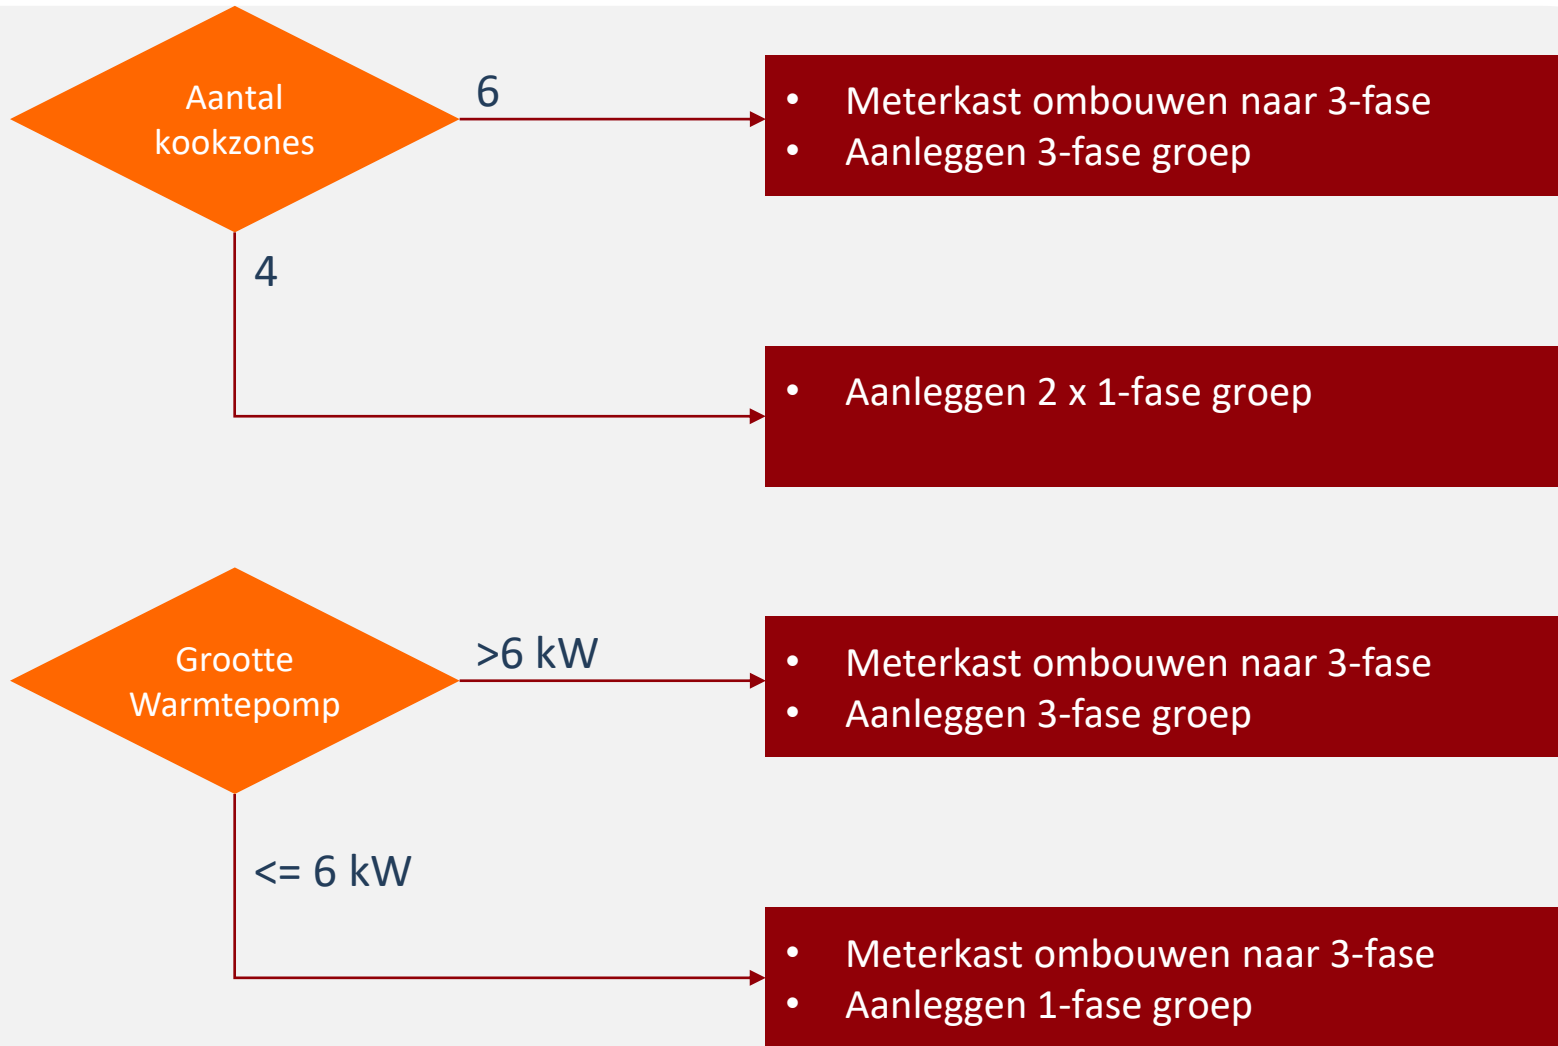 Aantal
kookzones
6
• Meterkast ombouwen naar 3-fase
• Aanleggen 3-fase groep
4
• Aanleggen 2 x 1-fase groep
Grootte
Warmtepomp
>6 kW
• Meterkast ombouwen naar 3-fase
• Aanleggen 3-fase groep
<= 6 kW
• Meterkast ombouwen naar 3-fase
• Aanleggen 1-fase groep